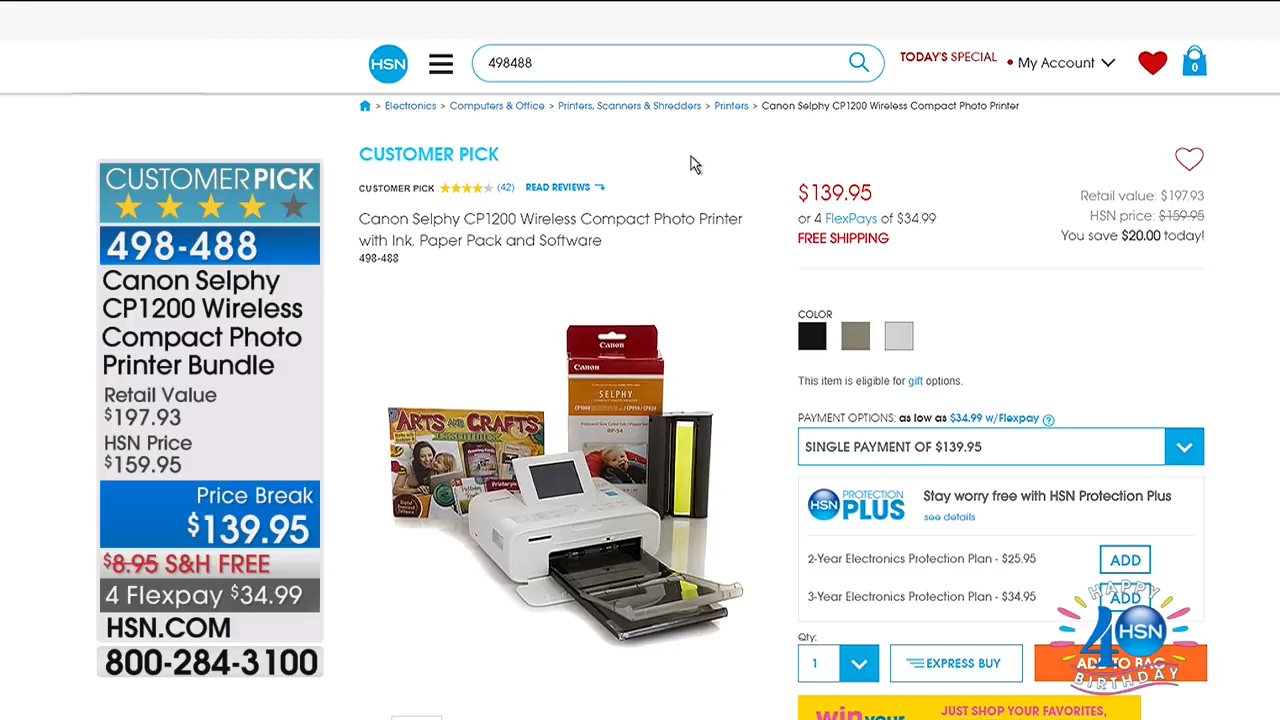 HSN
498488
TODAY'S SPECIAL
• My Account
0
> Electronics > Computers & Office > Printers, Scanners & Shredders > Printers > Canon Selphy CP1200 Wireless Compact Photo Printer
CUSTOMER PICK
498-488
Canon Selphy
CP1200 Wireless
Compact Photo
Printer Bundle
Retail Value
$197.93
HSN Price
$159.95
Price Break
$139.95
$8.95 S&H FREE
4 Flexpay $34.99
HSN.COM
800-284-3100
CUSTOMER PICK
CUSTOMER PICK (42) READ REVIEWS
Canon Selphy CP1200 Wireless Compact Photo Printer
with Ink, Paper Pack and Software
498-488
Canon
Canon
SELPHY
ARTS AND CRAFTS
$139.95
or 4 FlexPays of $34.99
FREE SHIPPING
Retail value: $197.93
HSN price: $159.95
You save $20.00 today!
COLOR
This item is eligible for gift options.
PAYMENT OPTIONS: as low as $34.99 w/Flexpay ?
SINGLE PAYMENT OF $139.95
HSN PROTECTION PLUS
Stay worry free with HSN Protection Plus
see details
2-Year Electronics Protection Plan - $25.95 ADD
3-Year Electronics Protection Plan - $34.95 ADD
Qty:
1
EXPRESS BUY
ADD TO BAG
HAPPY
40 HSN
BIRTHDAY
win YOUR
JUST SHOP YOUR FAVORITES,